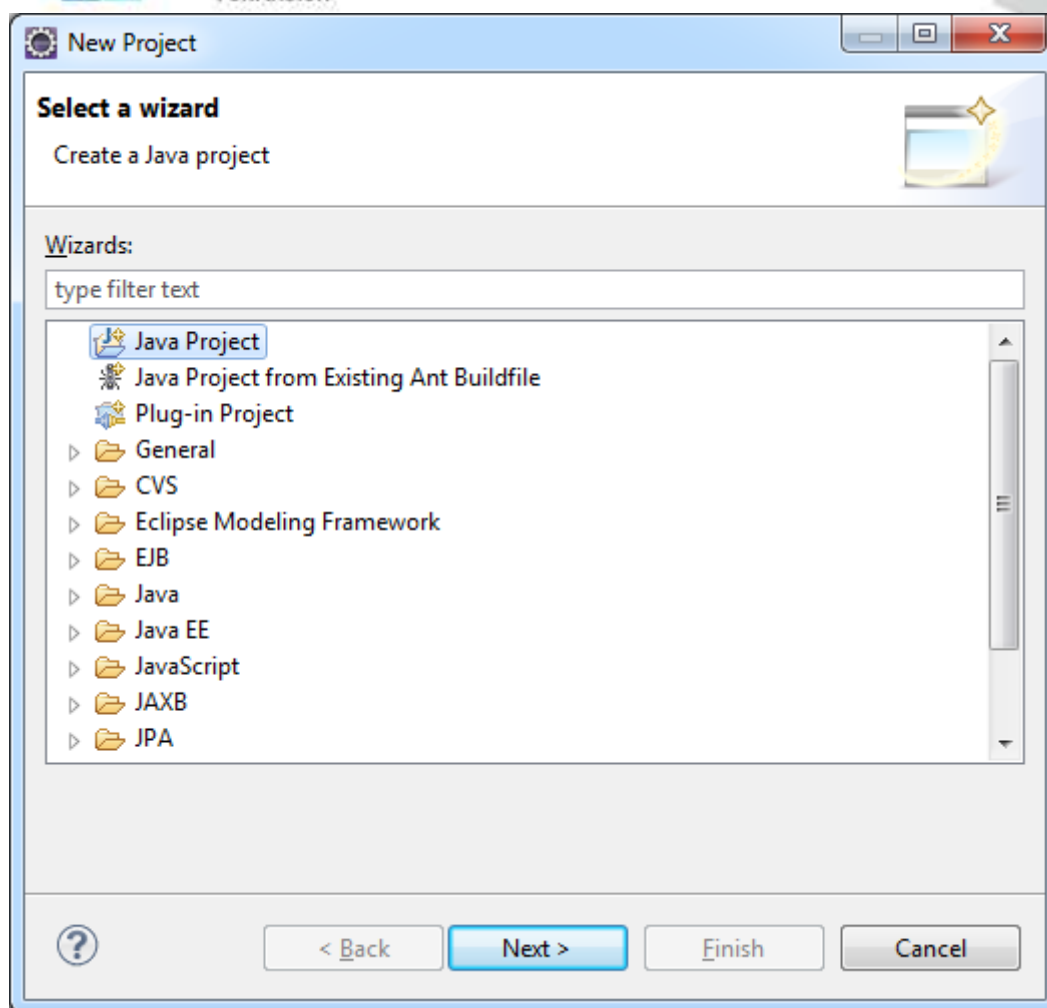 New Project
Select a wizard
Create a Java project
Wizards:
type filter text
Java Project
Java Project from Existing Ant Buildfile
Plug-in Project
General
CVS
Eclipse Modeling Framework
EJB
Java
Java EE
JavaScript
JAXB
JPA
< Back Next > Finish Cancel